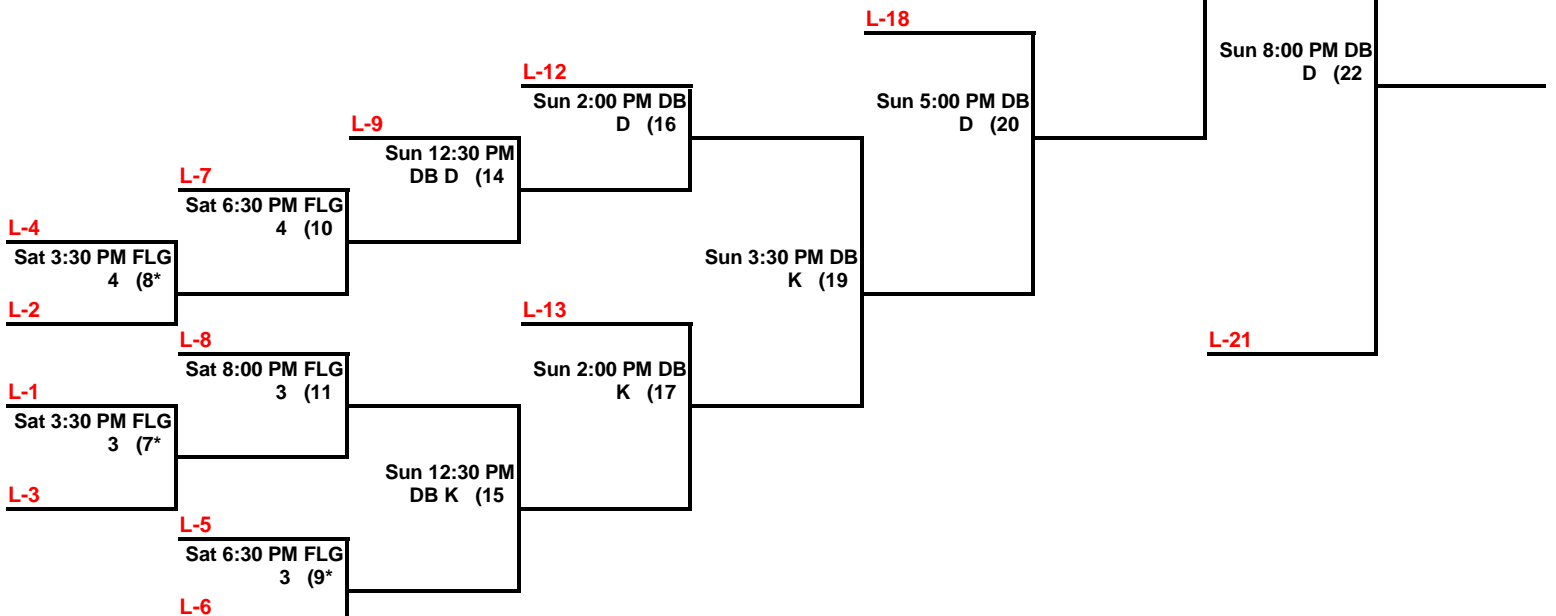 L-18
Sun 8:00 PM DB
D (22
L-12
Sun 2:00 PM DB
D (16
Sun 5:00 PM DB
D (20
L-9
Sun 12:30 PM
DB D (14
L-7
Sat 6:30 PM FLG
4 (10
L-4
Sat 3:30 PM FLG
4 (8*
Sun 3:30 PM DB
K (19
L-2
L-13
L-8
Sat 8:00 PM FLG
3 (11
Sun 2:00 PM DB
K (17
L-21
L-1
Sat 3:30 PM FLG
3 (7*
Sun 12:30 PM
DB K (15
L-3
L-5
Sat 6:30 PM FLG
3 (9*
L-6